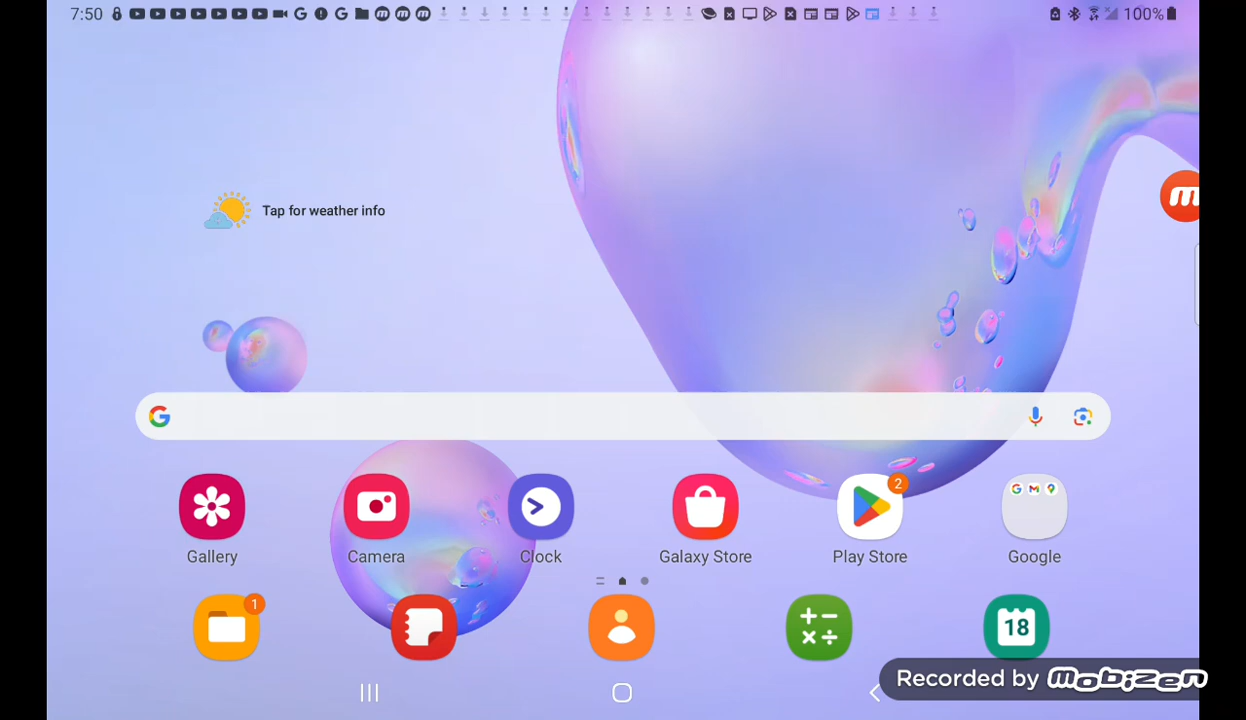 7:50
100%
Tap for weather info
Gallery
Camera
Clock
Galaxy Store
2
Play Store
Google
1
18
Recorded by Mobizen